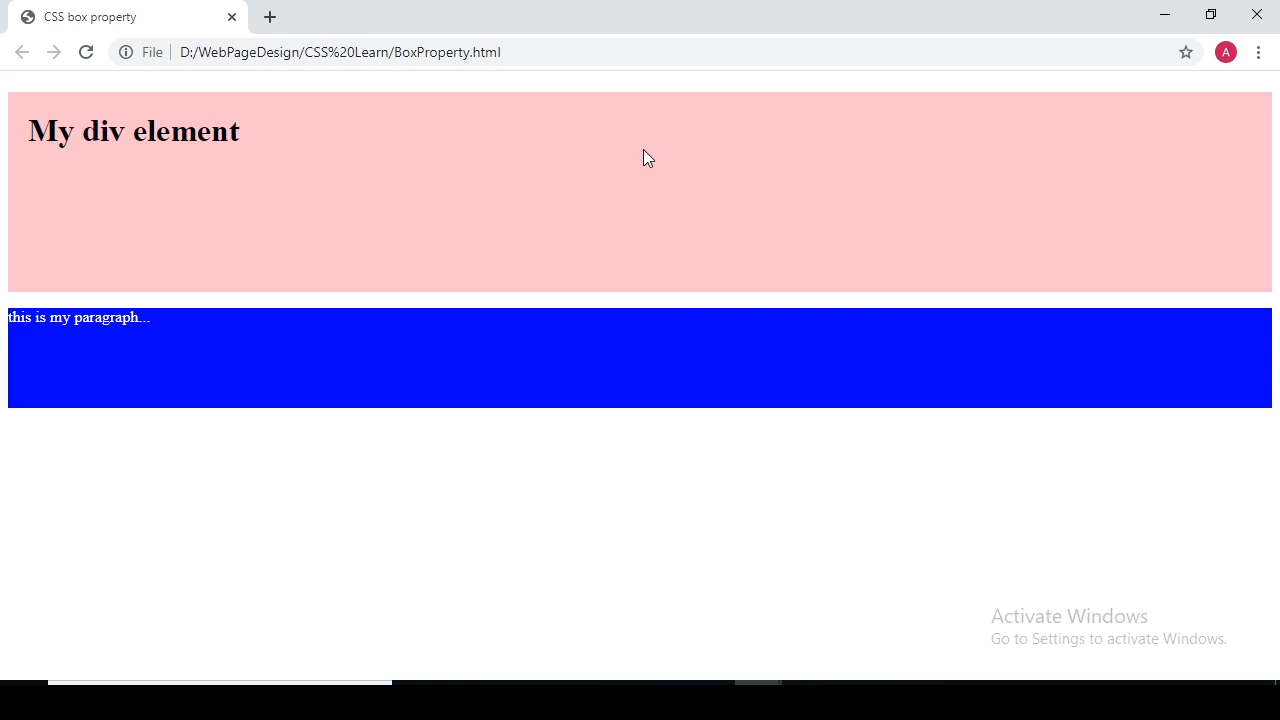 CSS box property
File D:/WebPageDesign/CSS%20Learn/BoxProperty.html
A
My div element
this is my paragraph...
Activate Windows
Go to Settings to activate Windows.